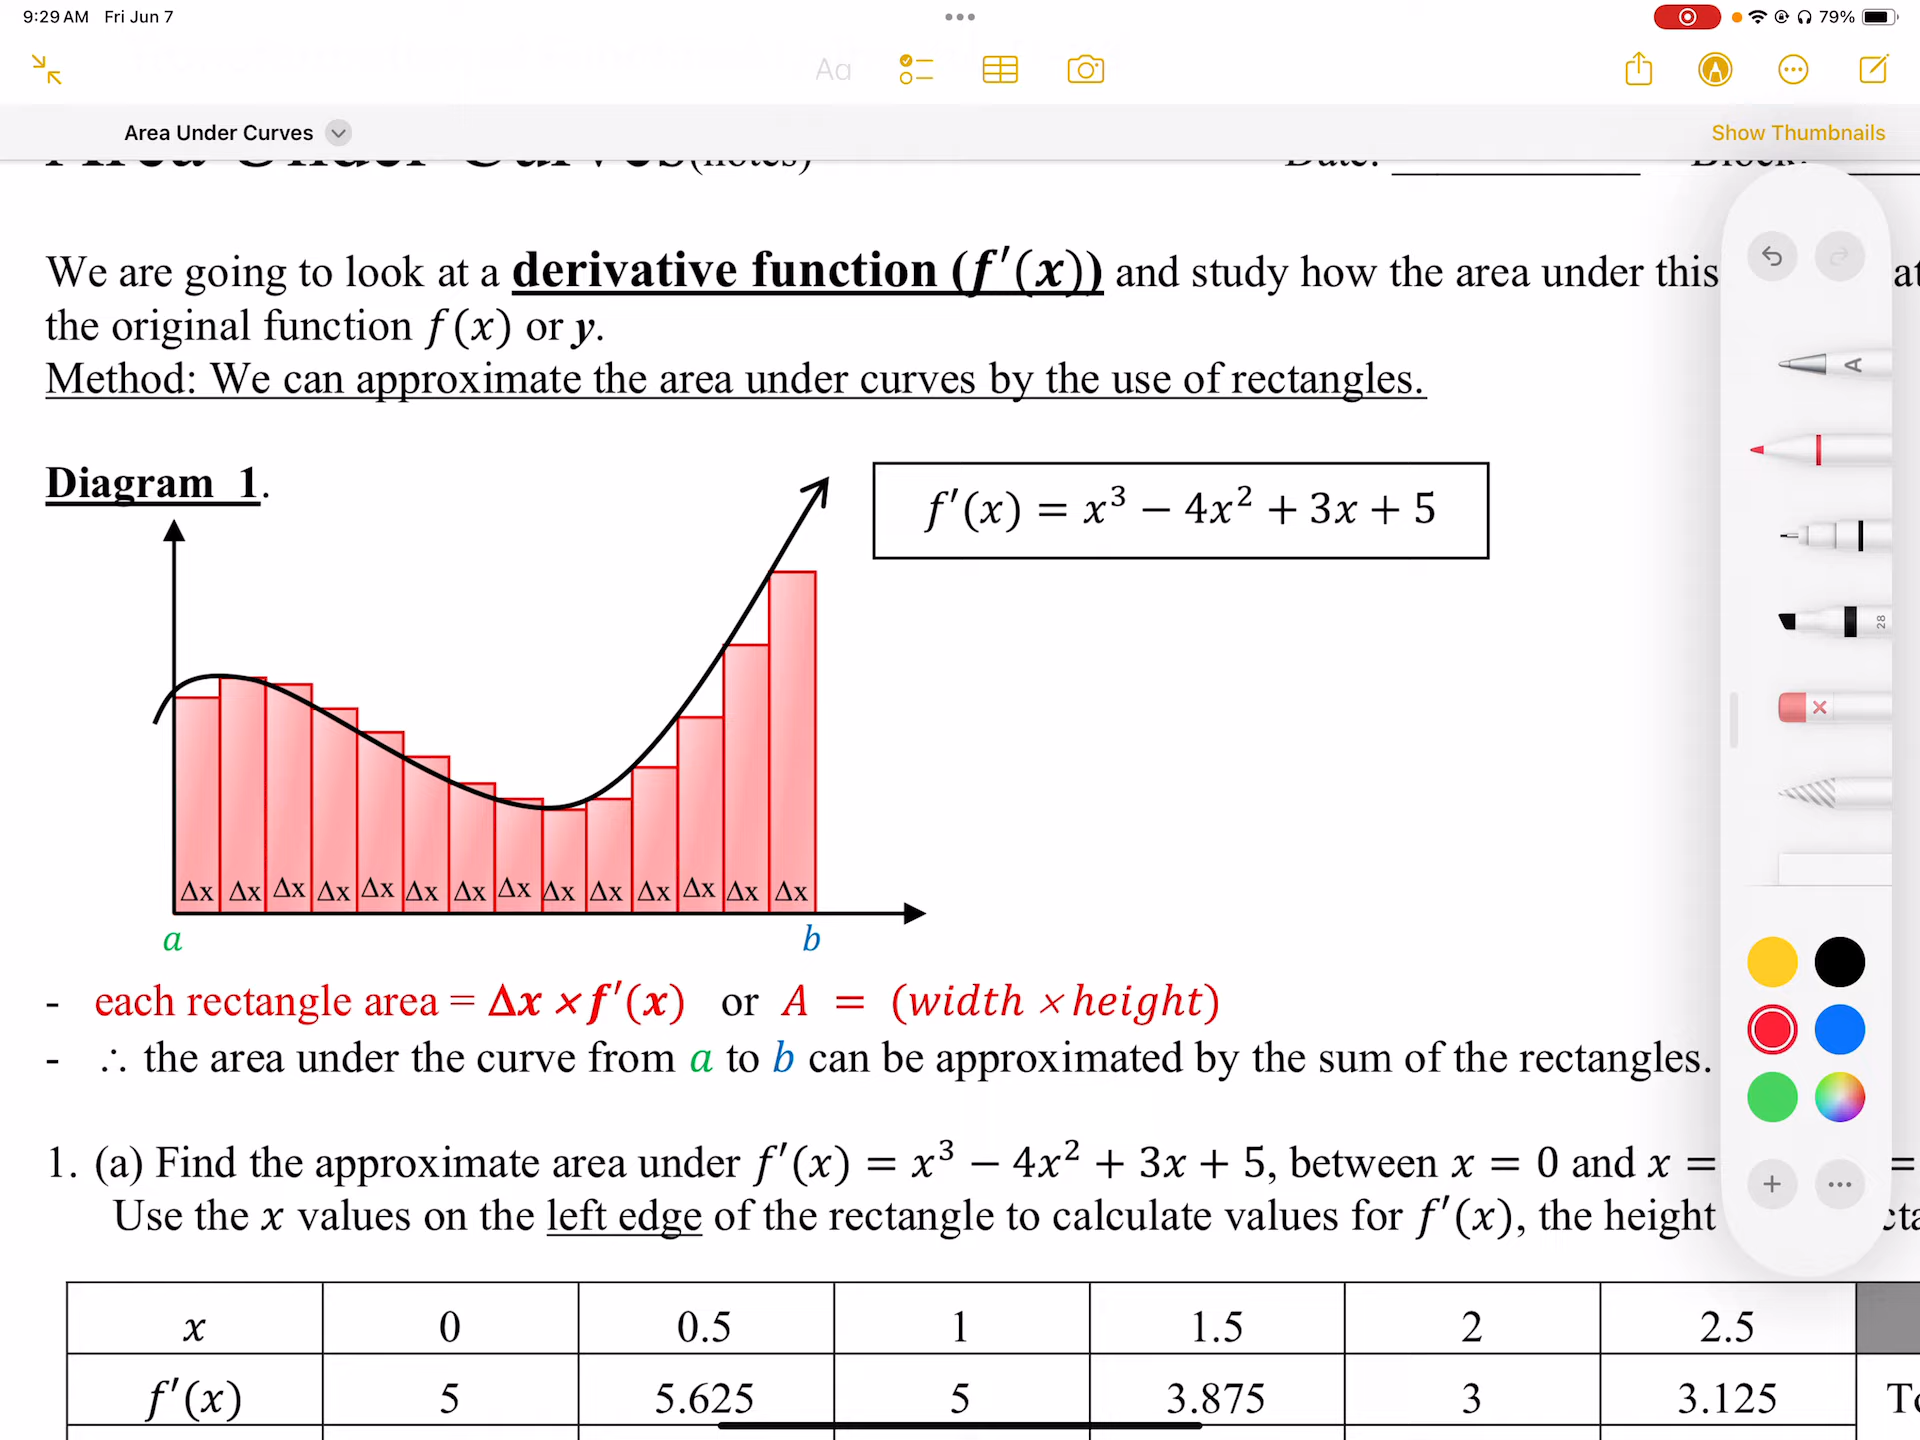 9:29 AM Fri Jun 7
79%
Aa
Area Under Curves
Show Thumbnails
Area Under Curves(notes) Date: Block:
We are going to look at a derivative function (f′(x)) and study how the area under this
the original function f(x) or y.
Method: We can approximate the area under curves by the use of rectangles.
Diagram 1.
f′(x) = x³ − 4x² + 3x + 5
Δx Δx Δx Δx Δx Δx Δx Δx Δx Δx Δx Δx Δx Δx
a b
- each rectangle area = Δx × f′(x) or A = (width × height)
- ∴ the area under the curve from a to b can be approximated by the sum of the rectangles.
1. (a) Find the approximate area under f′(x) = x³ − 4x² + 3x + 5, between x = 0 and x = =
Use the x values on the left edge of the rectangle to calculate values for f′(x), the height
x 0 0.5 1 1.5 2 2.5
f′(x) 5 5.625 5 3.875 3 3.125
A
28